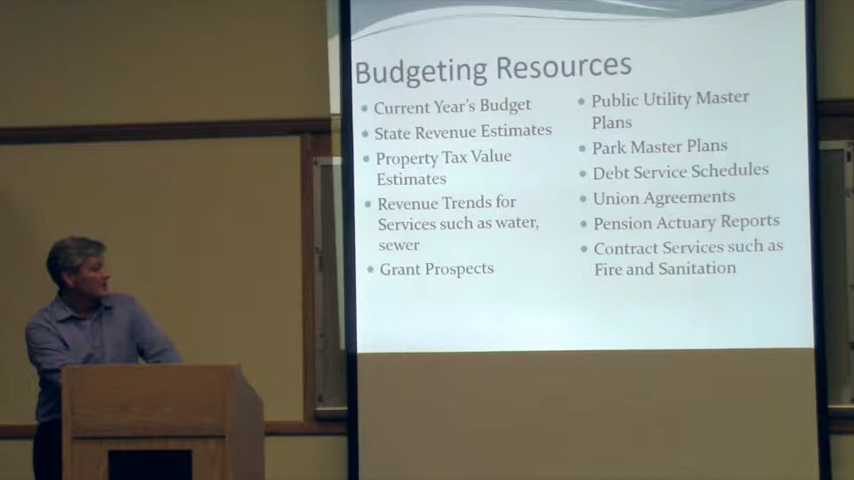 Budgeting Resources
• Current Year's Budget
• State Revenue Estimates
• Property Tax Value
Estimates
• Revenue Trends for
Services such as water,
sewer
• Grant Prospects
• Public Utility Master
Plans
• Park Master Plans
• Debt Service Schedules
• Union Agreements
• Pension Actuary Reports
• Contract Services such as
Fire and Sanitation